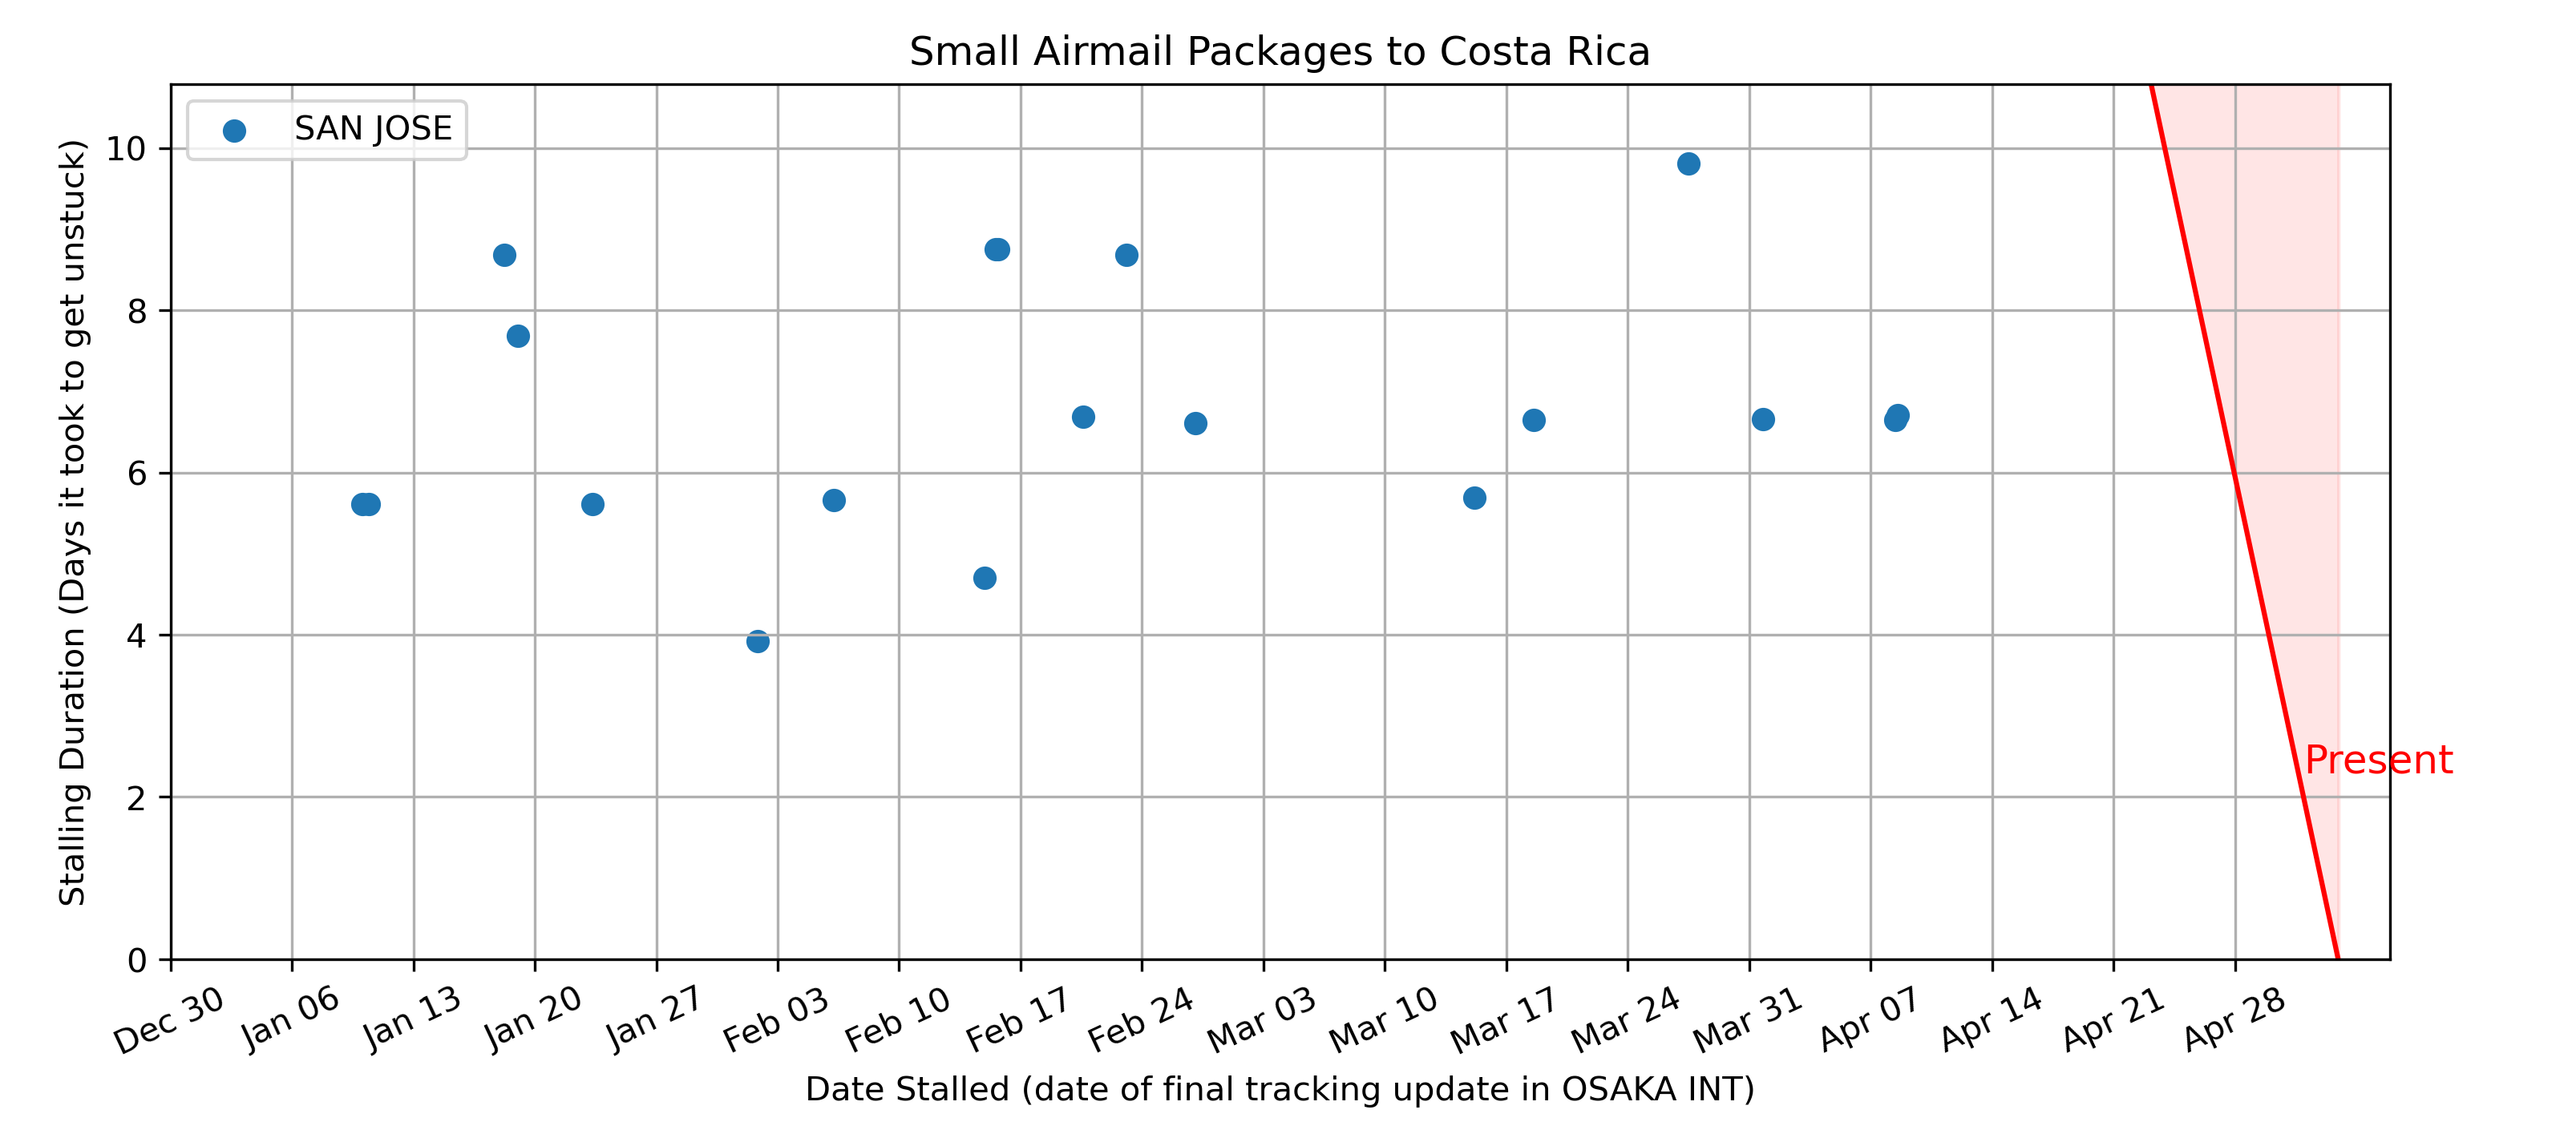 Small Airmail Packages to Costa Rica
SAN JOSE
Stalling Duration (Days it took to get unstuck)
10
8
6
4
2
0
Present
Dec 30
Jan 06
Jan 13
Jan 20
Jan 27
Feb 03
Feb 10
Feb 17
Feb 24
Mar 03
Mar 10
Mar 17
Mar 24
Mar 31
Apr 07
Apr 14
Apr 21
Apr 28
Date Stalled (date of final tracking update in OSAKA INT)